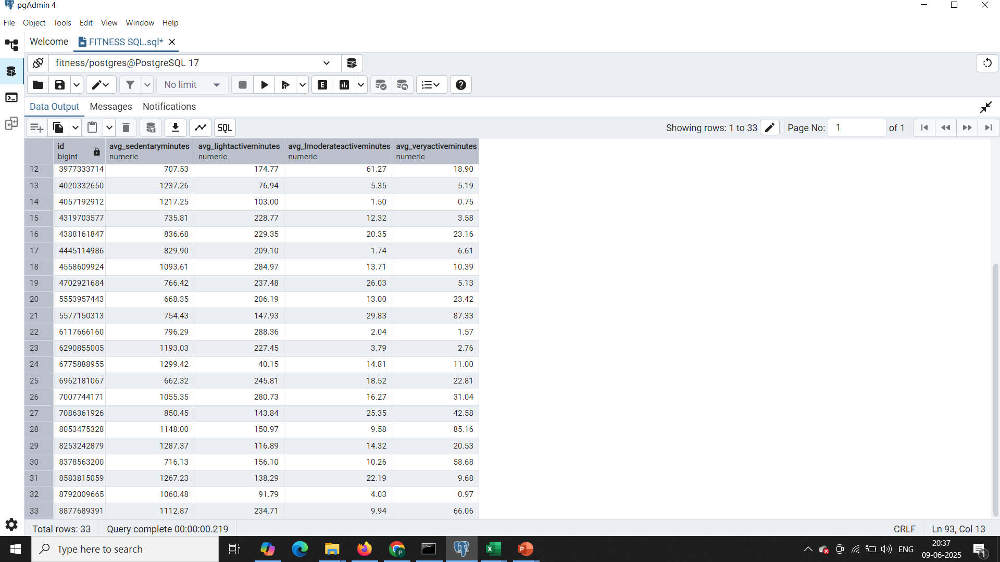 pgAdmin 4
File Object Tools Edit View Window Help
Welcome FITNESS SQL.sql*
fitness/postgres@PostgreSQL 17
No limit
E
Data Output Messages Notifications
SQL Showing rows: 1 to 33 Page No: 1 of 1
id avg_sedentaryminutes avg_lightactiveminutes avg_lmoderateactiveminutes avg_veryactiveminutes
bigint numeric numeric numeric numeric
12 3977333714 707.53 174.77 61.27 18.90
13 4020332650 1237.26 76.94 5.35 5.19
14 4057192912 1217.25 103.00 1.50 0.75
15 4319703577 735.81 228.77 12.32 3.58
16 4388161847 836.68 229.35 20.35 23.16
17 4445114986 829.90 209.10 1.74 6.61
18 4558609924 1093.61 284.97 13.71 10.39
19 4702921684 766.42 237.48 26.03 5.13
20 5553957443 668.35 206.19 13.00 23.42
21 5577150313 754.43 147.93 29.83 87.33
22 6117666160 796.29 288.36 2.04 1.57
23 6290855005 1193.03 227.45 3.79 2.76
24 6775888955 1299.42 40.15 14.81 11.00
25 6962181067 662.32 245.81 18.52 22.81
26 7007744171 1055.35 280.73 16.27 31.04
27 7086361926 850.45 143.84 25.35 42.58
28 8053475328 1148.00 150.97 9.58 85.16
29 8253242879 1287.37 116.89 14.32 20.53
30 8378563200 716.13 156.10 10.26 58.68
31 8583815059 1267.23 138.29 22.19 9.68
32 8792009665 1060.48 91.79 4.03 0.97
33 8877689391 1112.87 234.71 9.94 66.06
Total rows: 33 Query complete 00:00:00.219 CRLF Ln 93, Col 13
Type here to search ENG 20:37
09-06-2025 1